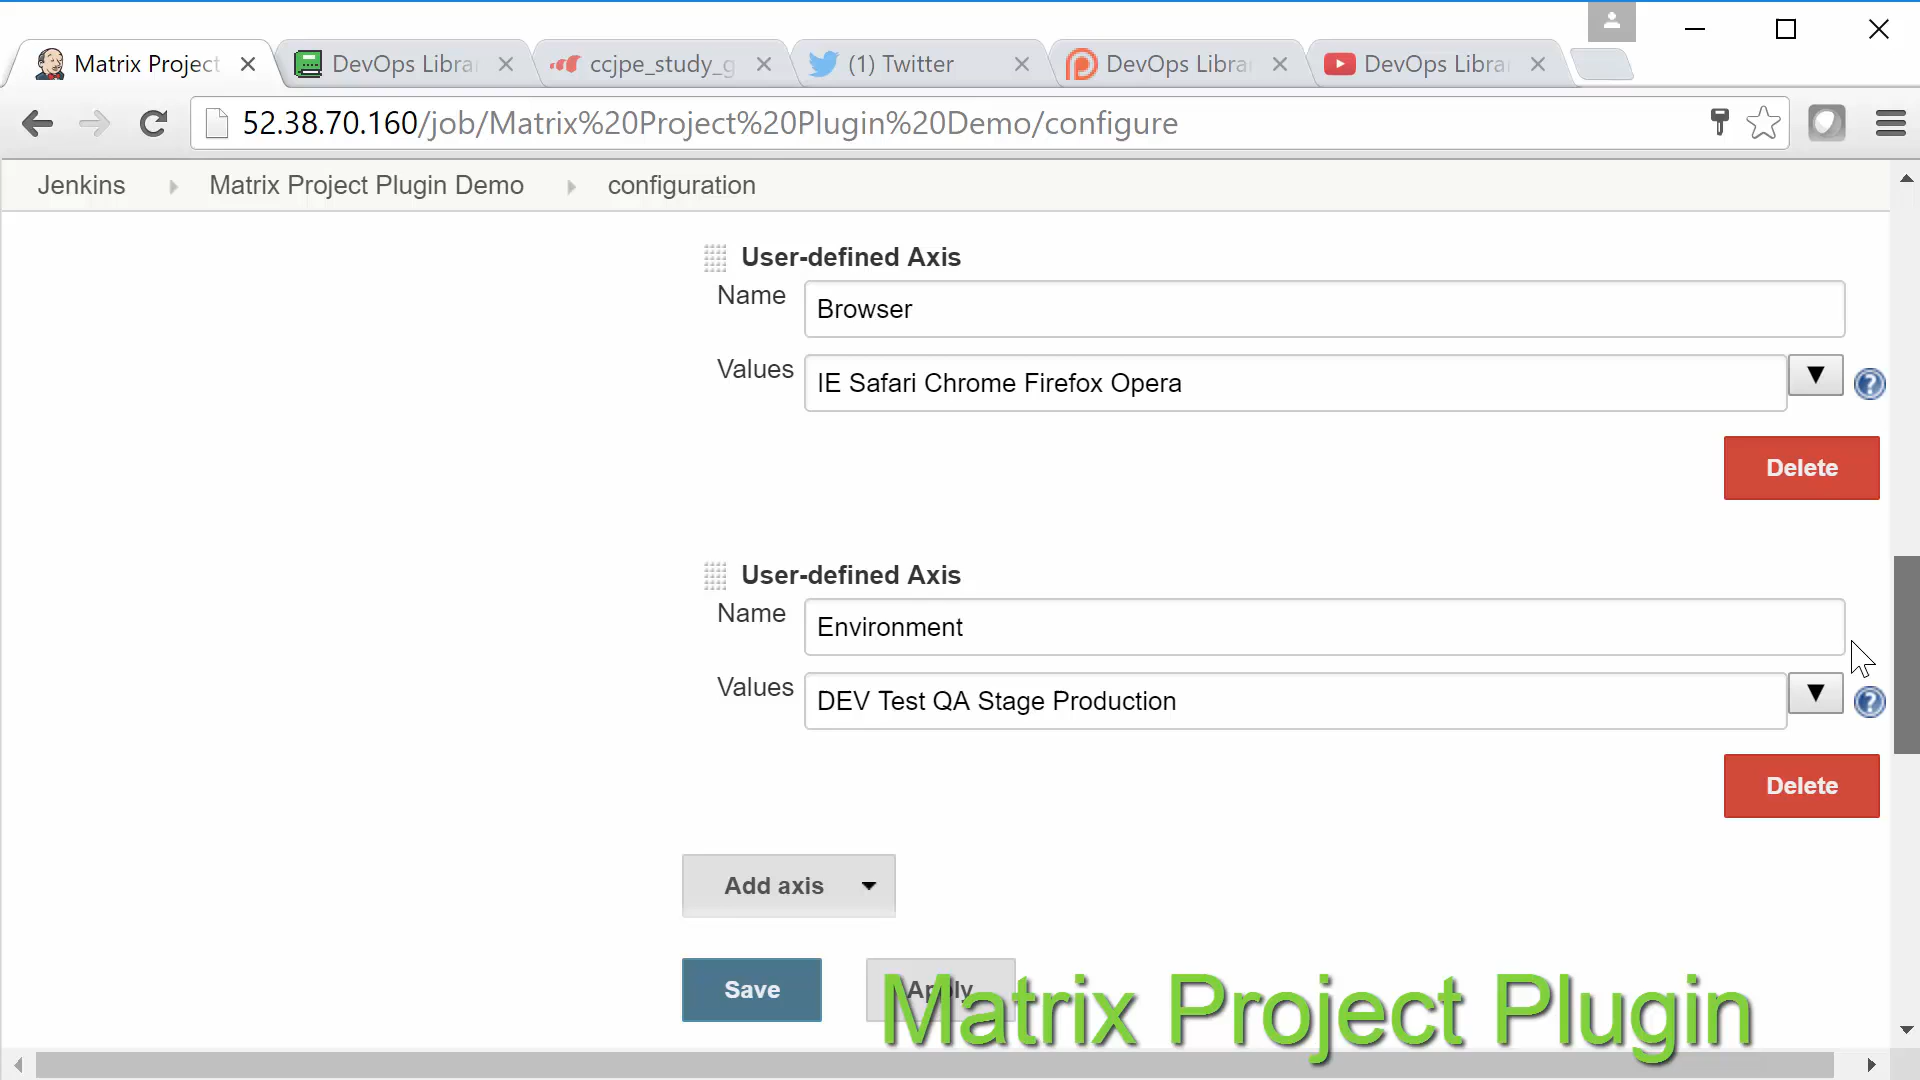 Matrix Project
DevOps Libra
ccjpe_study_g
(1) Twitter
DevOps Libra
DevOps Libra
52.38.70.160/job/Matrix%20Project%20Plugin%20Demo/configure
Jenkins
Matrix Project Plugin Demo
configuration
User-defined Axis
Name
Browser
Values
IE Safari Chrome Firefox Opera
▼
?
Delete
User-defined Axis
Name
Environment
Values
DEV Test QA Stage Production
▼
?
Delete
Add axis
Save
Apply
Matrix Project Plugin